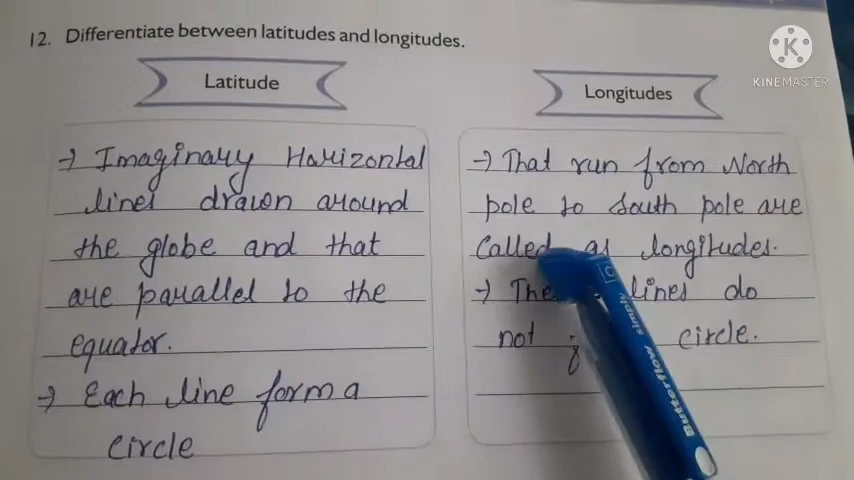 12. Differentiate between latitudes and longitudes.
KINEMASTER
Latitude
→ Imaginary Horizontal
lines drawn around
the globe and that
are parallel to the
equator.
→ Each line form a
circle
Longitudes
→ That run from North
pole to South pole are
called as longitudes.
→ lines do
not circle.
Butterflow simply